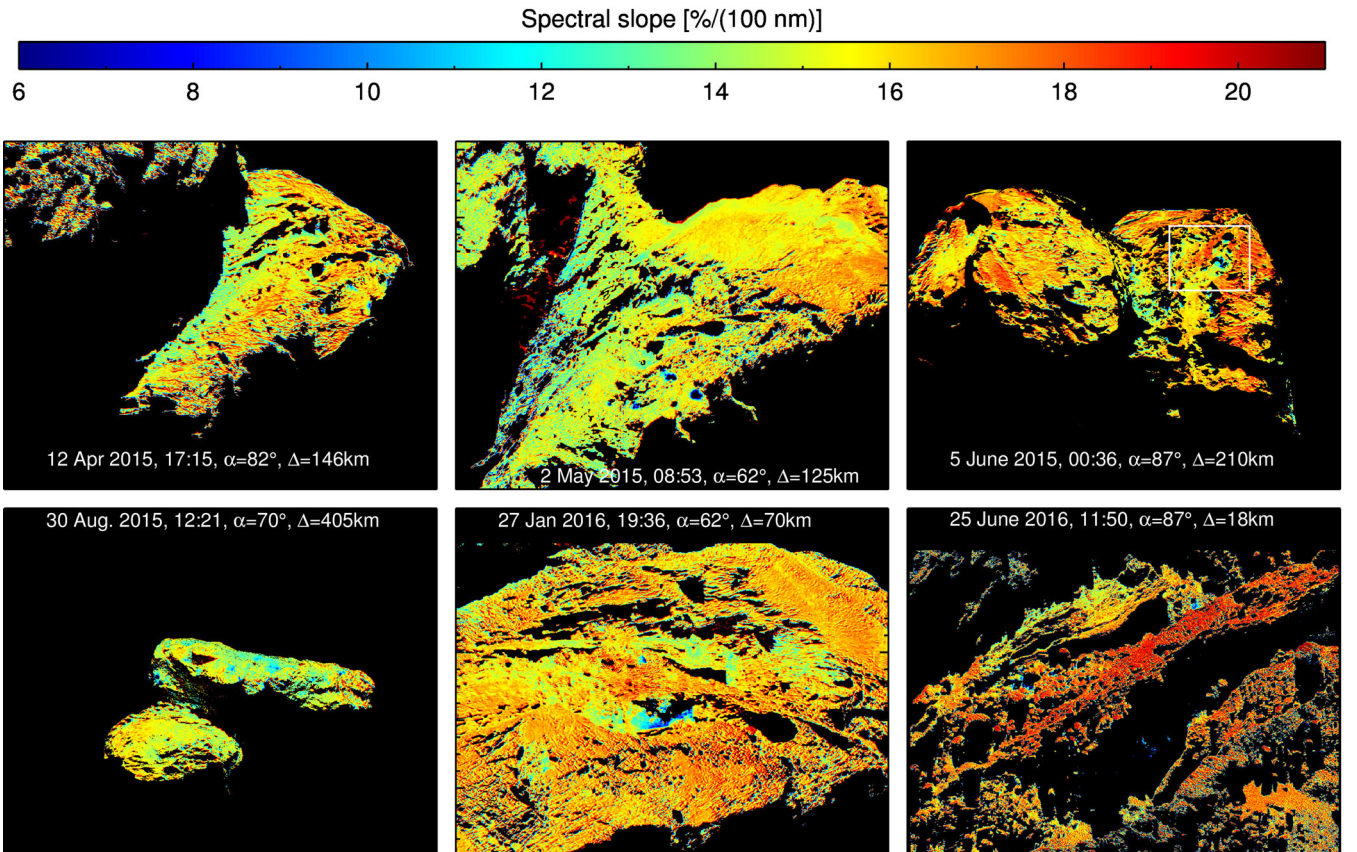 Spectral slope [%/(100 nm)]
6 8 10 12 14 16 18 20
12 Apr 2015, 17:15, α=82°, Δ=146km
2 May 2015, 08:53, α=62°, Δ=125km
5 June 2015, 00:36, α=87°, Δ=210km
30 Aug. 2015, 12:21, α=70°, Δ=405km
27 Jan 2016, 19:36, α=62°, Δ=70km
25 June 2016, 11:50, α=87°, Δ=18km